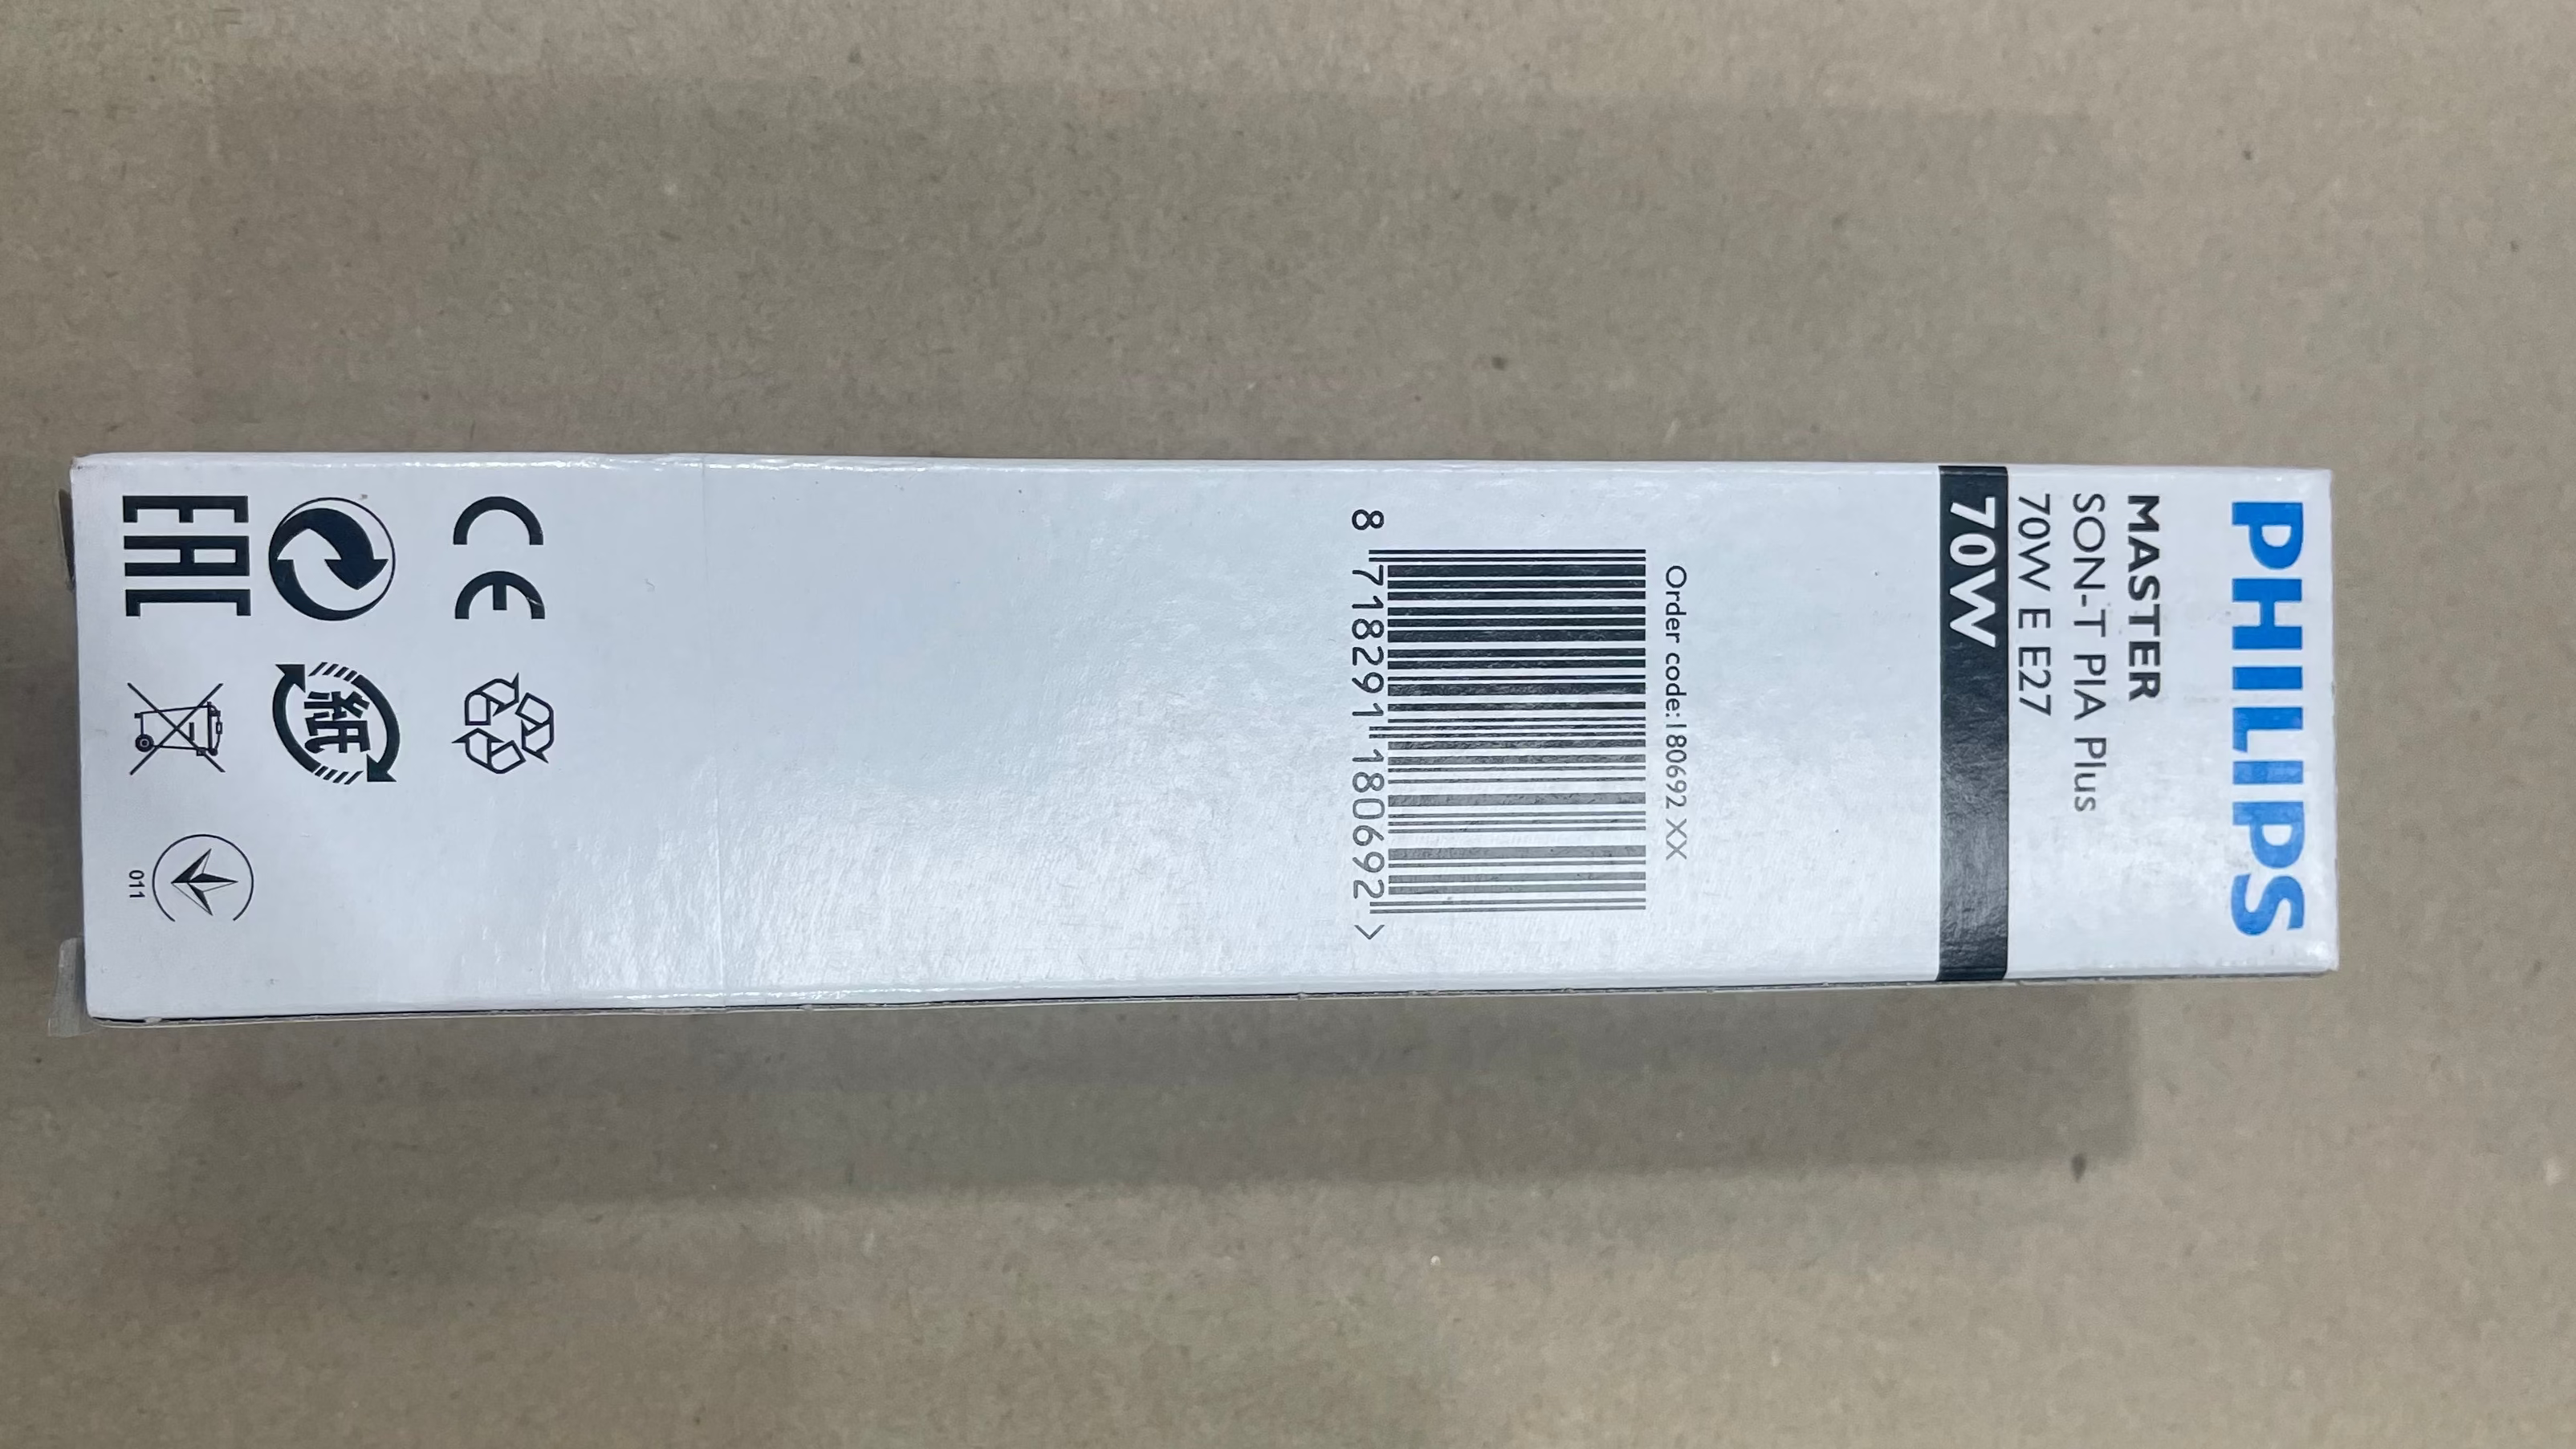 PHILIPS
MASTER
SON-T PIA Plus
70W E E27
70W
Order code:180692 XX
8 718291 180692 >
CE
紙
EAC
011